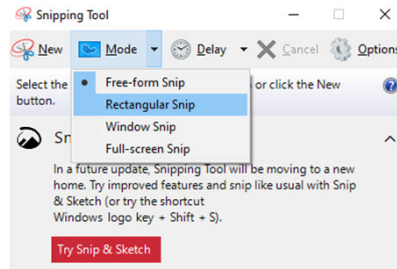 Snipping Tool
New Mode Delay Cancel Options
Select the
or click the New
button.
Free-form Snip
Rectangular Snip
Window Snip
Full-screen Snip
In a future update, Snipping Tool will be moving to a new
home. Try improved features and snip like usual with Snip
& Sketch (or try the shortcut
Windows logo key + Shift + S).
Try Snip & Sketch